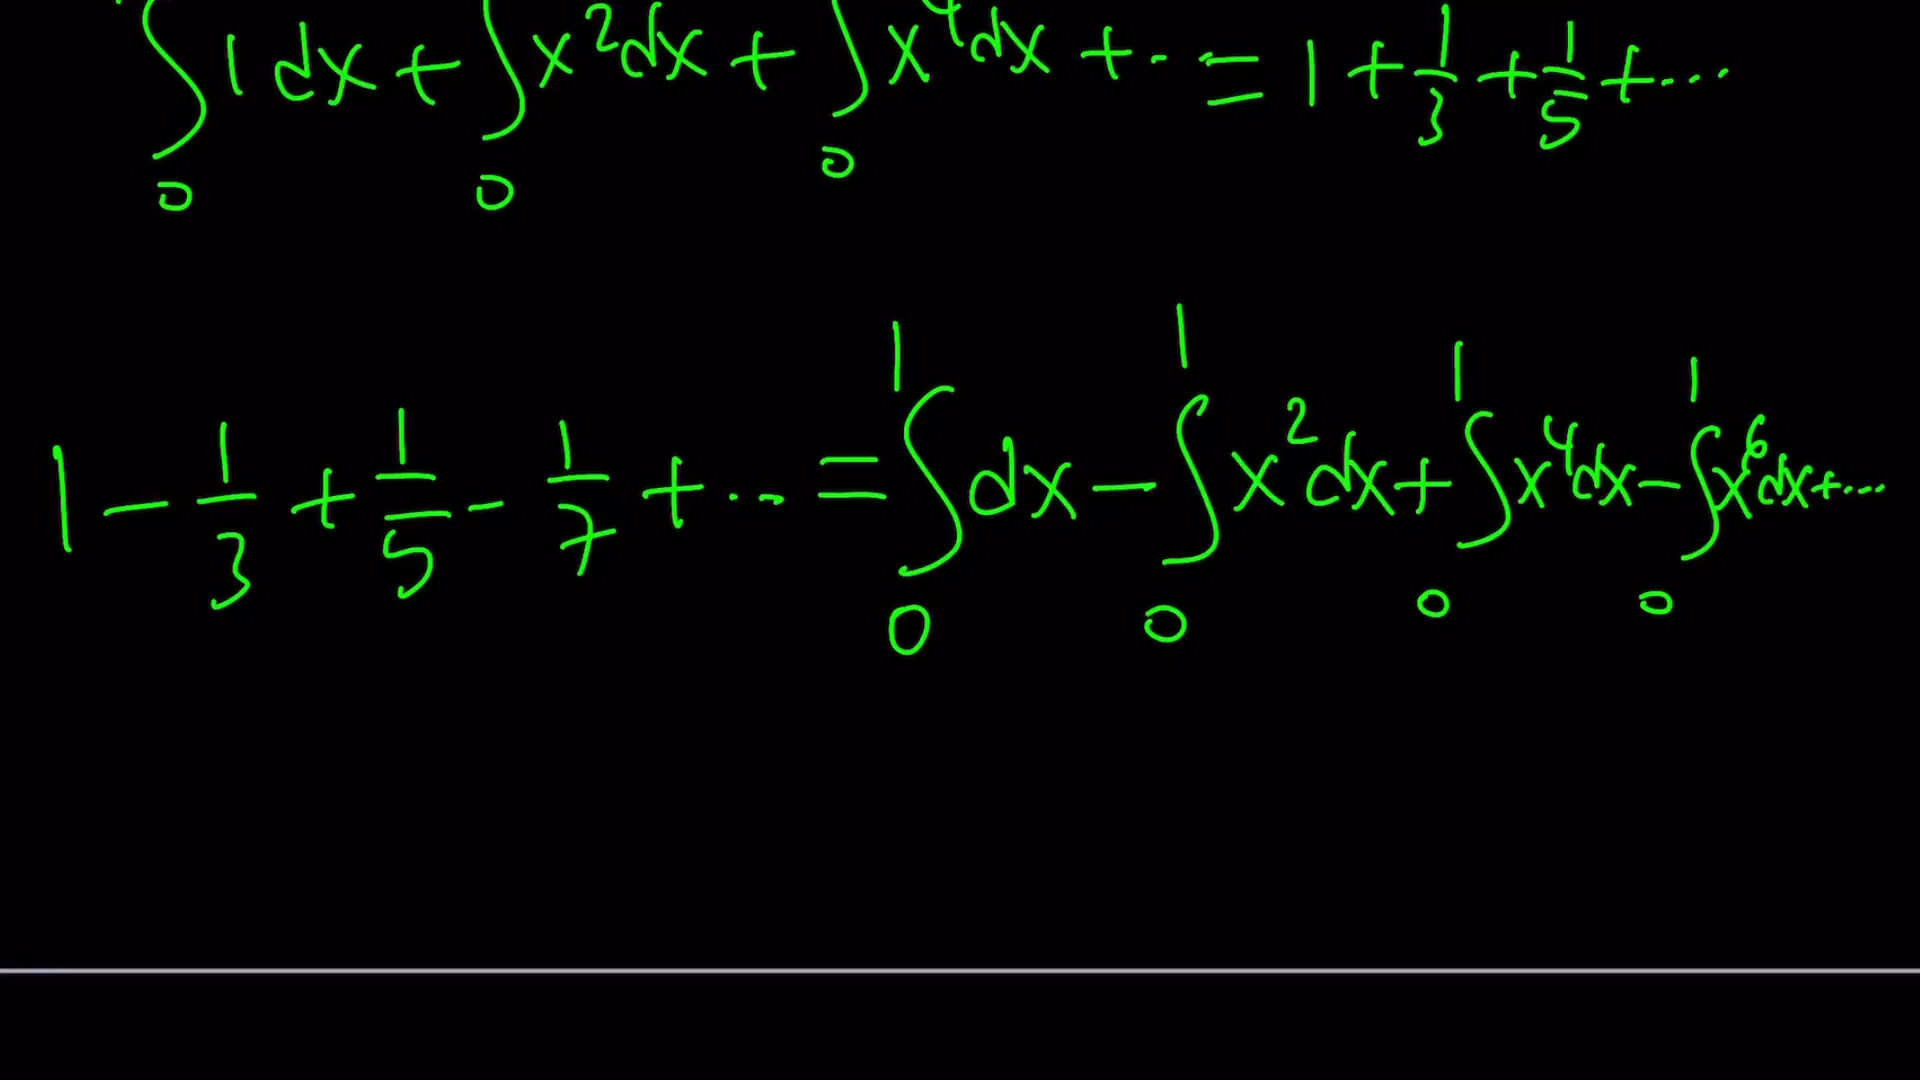 ∫₀ 1 dx + ∫₀ x² dx + ∫₀ x⁴ dx + ·· = 1 + 1/3 + 1/5 + ···
1 − 1/3 + 1/5 − 1/7 + ··· = ∫₀¹ dx − ∫₀¹ x² dx + ∫₀¹ x⁴ dx − ∫₀¹ x⁶ dx + ···